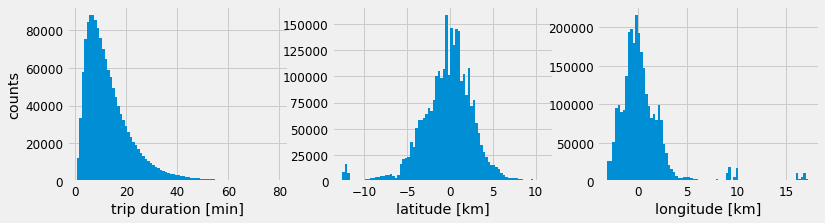 counts
80000
60000
40000
20000
0
0 20 40 60 80
trip duration [min]
150000
125000
100000
75000
50000
25000
0
−10 −5 0 5 10
latitude [km]
200000
150000
100000
50000
0
0 5 10 15
longitude [km]